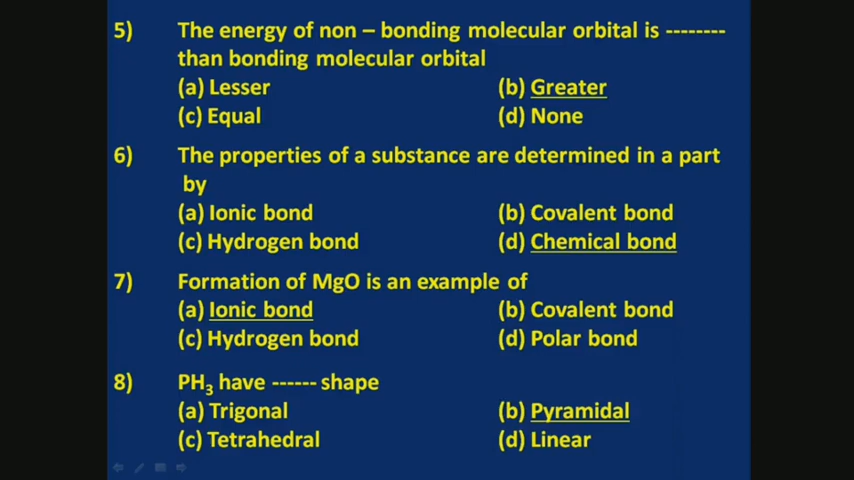 5) The energy of non – bonding molecular orbital is --------
than bonding molecular orbital
(a) Lesser (b) Greater
(c) Equal (d) None
6) The properties of a substance are determined in a part
by
(a) Ionic bond (b) Covalent bond
(c) Hydrogen bond (d) Chemical bond
7) Formation of MgO is an example of
(a) Ionic bond (b) Covalent bond
(c) Hydrogen bond (d) Polar bond
8) PH₃ have ------ shape
(a) Trigonal (b) Pyramidal
(c) Tetrahedral (d) Linear